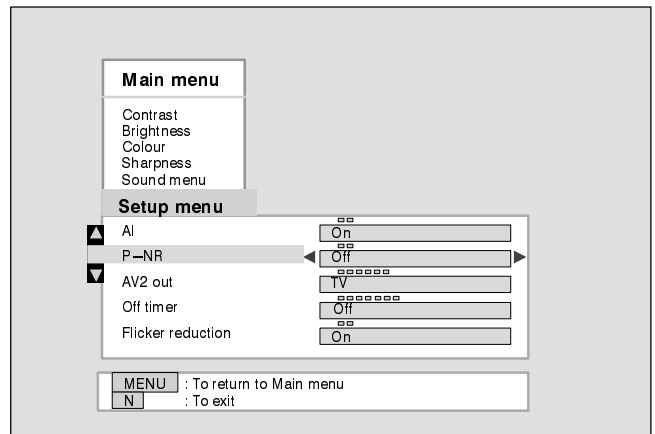 Main menu
Contrast
Brightness
Colour
Sharpness
Sound menu
Setup menu
AI On
P–NR Off
AV2 out TV
Off timer Off
Flicker reduction On
MENU : To return to Main menu
N : To exit